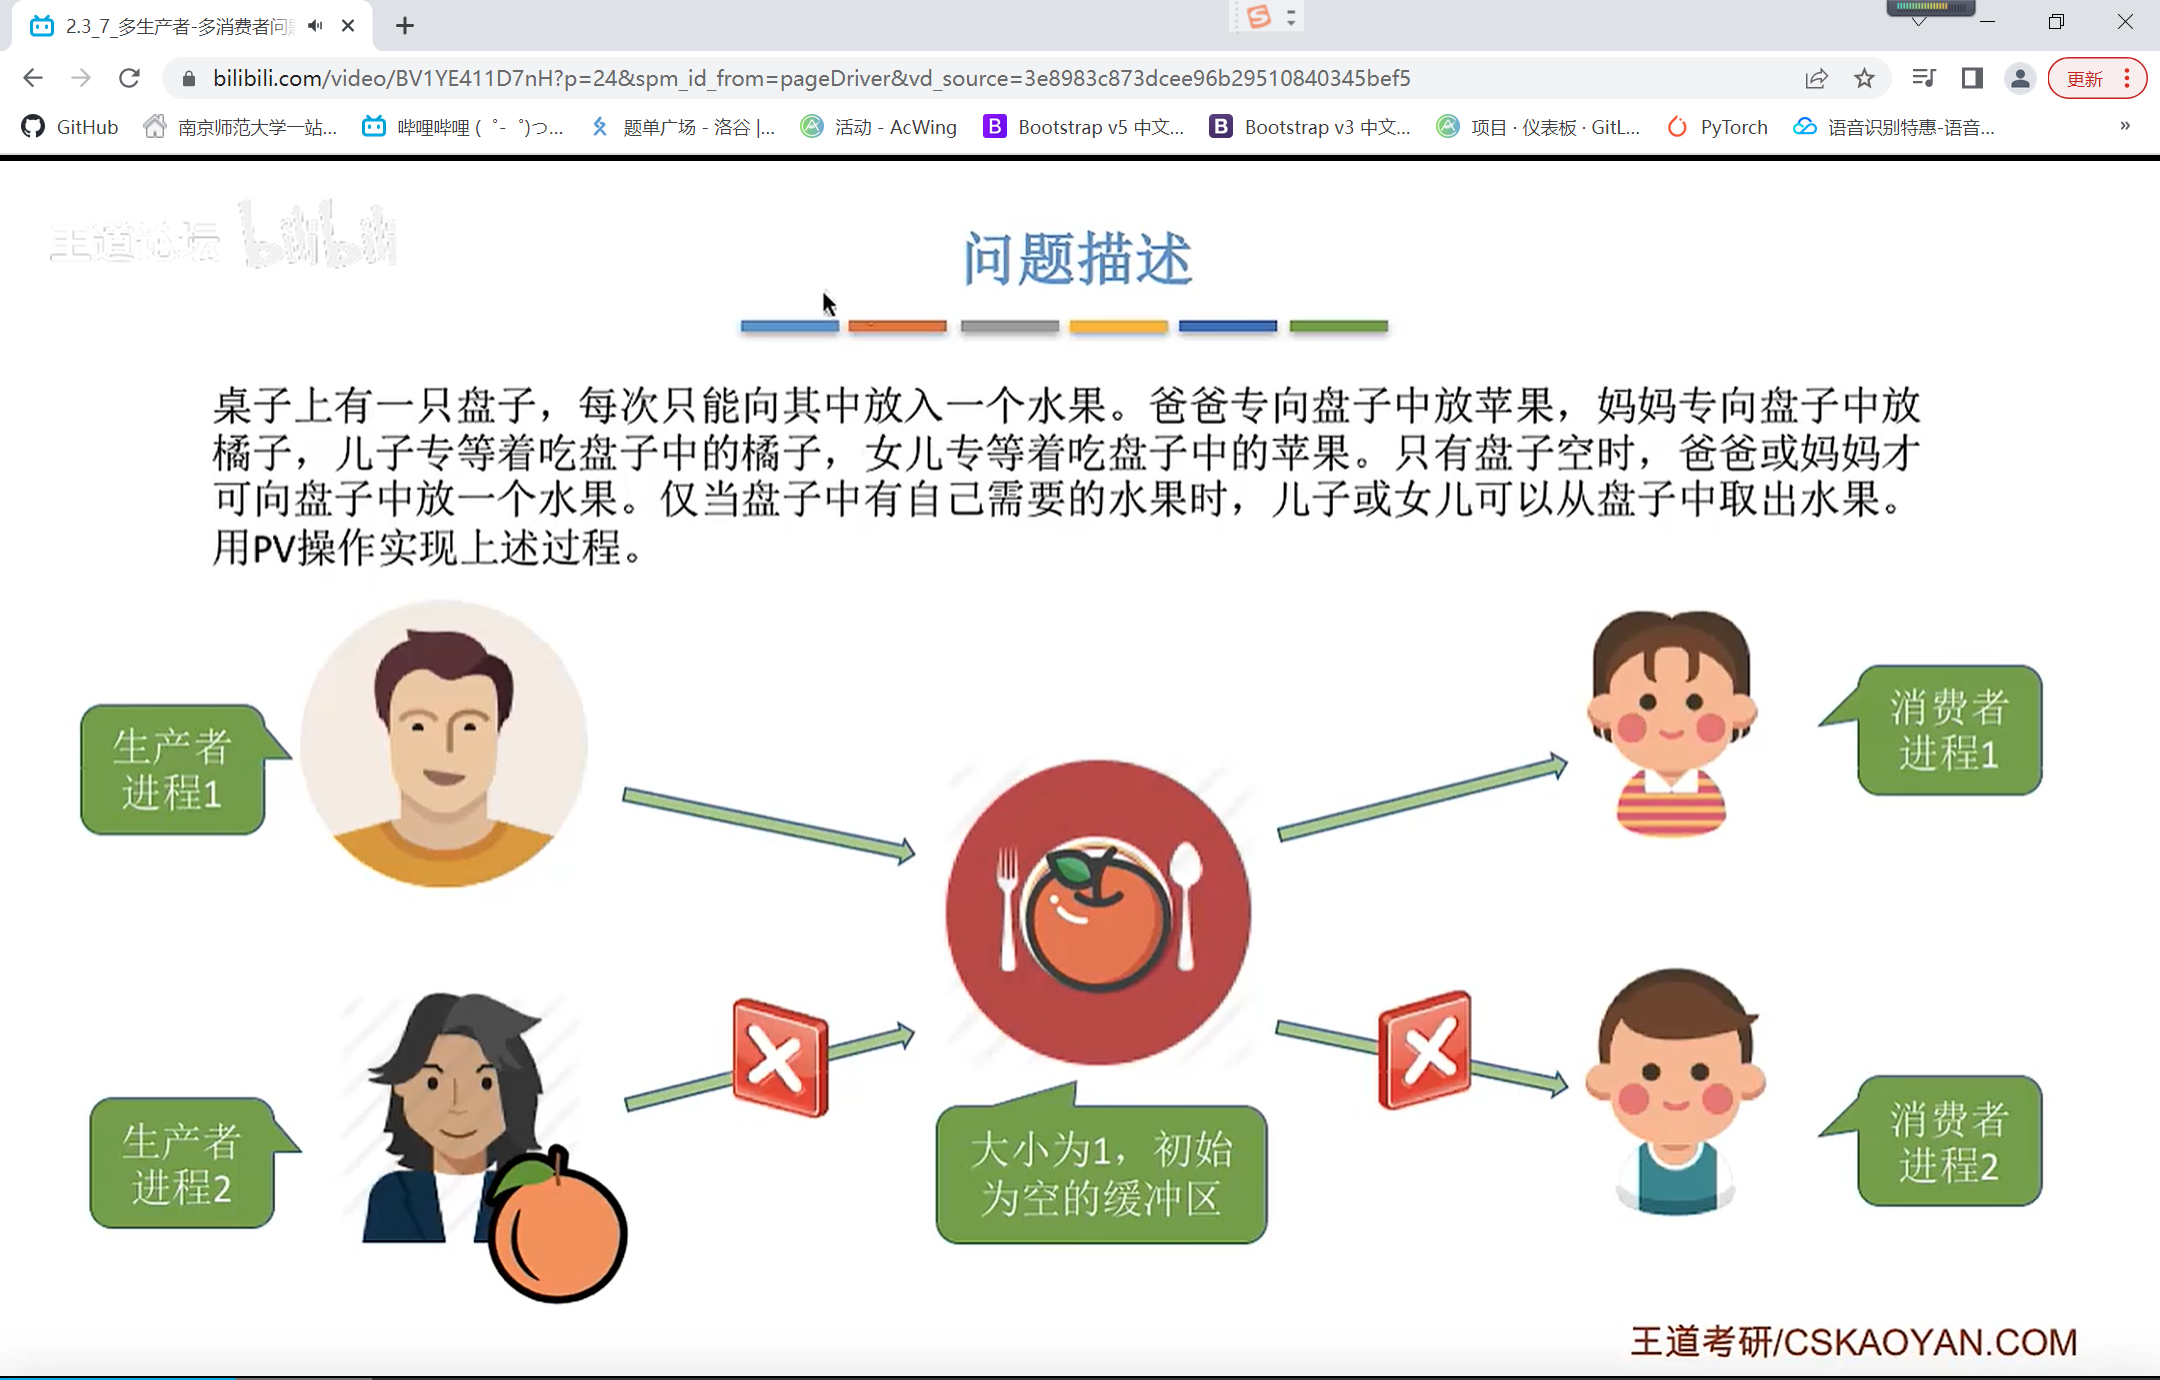 2.3_7_多生产者-多消费者问
bilibili.com/video/BV1YE411D7nH?p=24&spm_id_from=pageDriver&vd_source=3e8983c873dcee96b29510840345bef5
更新
GitHub
南京师范大学一站...
哔哩哔哩 (゜-゜)つ...
题单广场 - 洛谷 |...
活动 - AcWing
Bootstrap v5 中文...
Bootstrap v3 中文...
项目 · 仪表板 · GitL...
PyTorch
语音识别特惠-语音...
»
王道论坛 bilibili
问题描述
桌子上有一只盘子，每次只能向其中放入一个水果。爸爸专向盘子中放苹果，妈妈专向盘子中放
橘子，儿子专等着吃盘子中的橘子，女儿专等着吃盘子中的苹果。只有盘子空时，爸爸或妈妈才
可向盘子中放一个水果。仅当盘子中有自己需要的水果时，儿子或女儿可以从盘子中取出水果。
用PV操作实现上述过程。
生产者
进程1
消费者
进程1
生产者
进程2
大小为1，初始
为空的缓冲区
消费者
进程2
王道考研/CSKAOYAN.COM